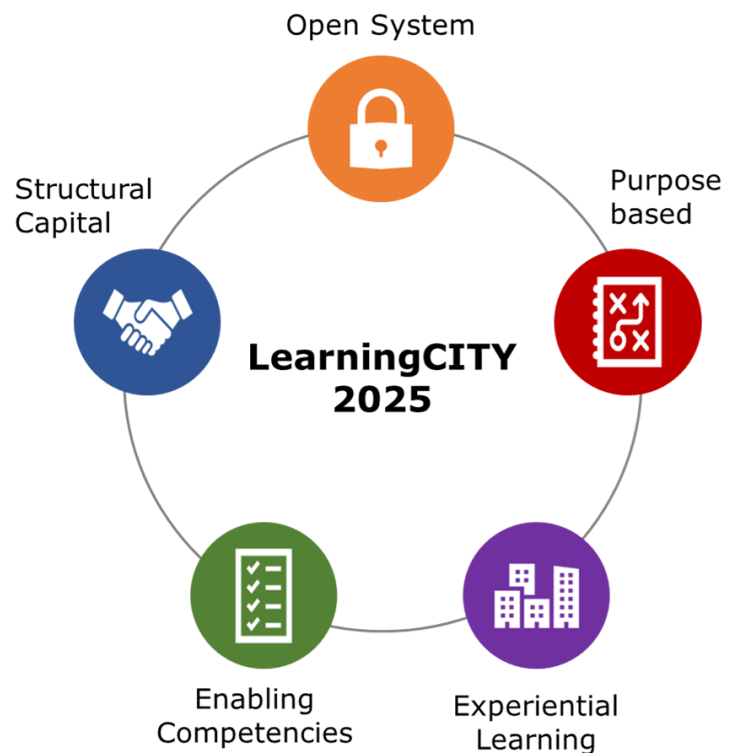 Open System
Purpose
based
Structural
Capital
LearningCITY
2025
Enabling
Competencies
Experiential
Learning